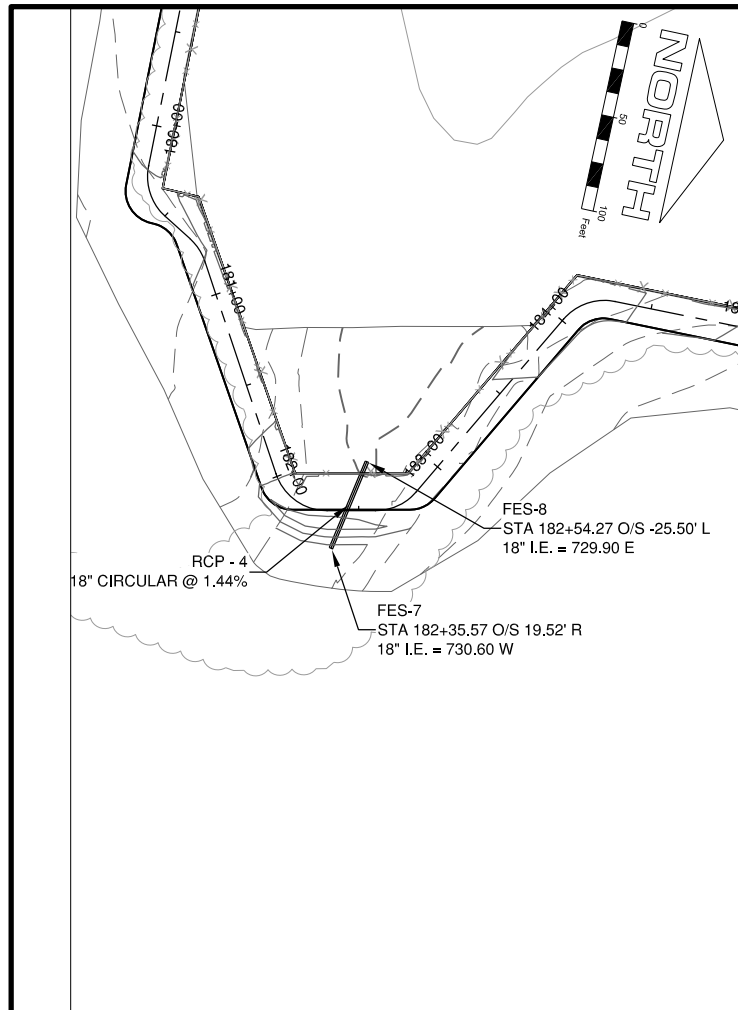 NORTH
0
50
100
Feet
180+00
181+00
182+00
183+00
184+00
FES-8
STA 182+54.27 O/S -25.50' L
18" I.E. = 729.90 E
RCP - 4
18" CIRCULAR @ 1.44%
FES-7
STA 182+35.57 O/S 19.52' R
18" I.E. = 730.60 W